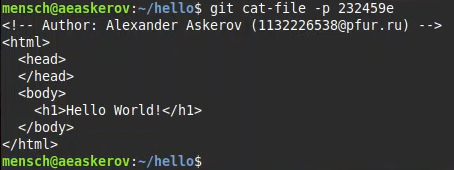 mensch@aeaskerov:~/hello$ git cat-file -p 232459e
<!-- Author: Alexander Askerov (1132226538@pfur.ru) -->
<html>
  <head>
  </head>
  <body>
    <h1>Hello World!</h1>
  </body>
</html>
mensch@aeaskerov:~/hello$